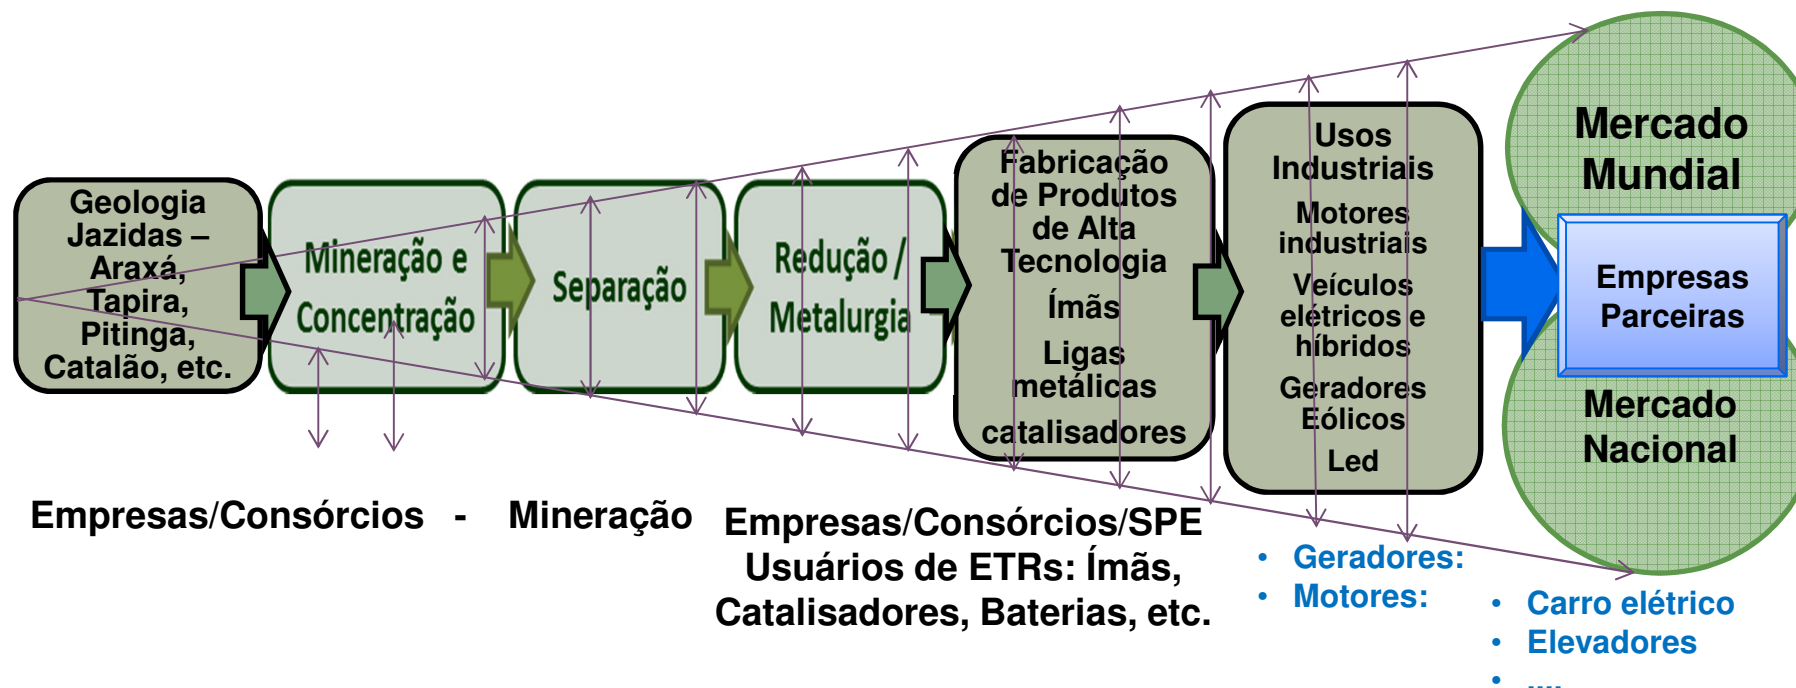 Geologia
Jazidas –
Araxá,
Tapira,
Pitinga,
Catalão, etc.
Mineração e
Concentração
Separação
Redução /
Metalurgia
Fabricação
de Produtos
de Alta
Tecnologia
Ímãs
Ligas
metálicas
catalisadores
Usos
Industriais
Motores
industriais
Veículos
elétricos e
híbridos
Geradores
Eólicos
Led
Mercado
Mundial
Empresas
Parceiras
Mercado
Nacional
Empresas/Consórcios - Mineração
Empresas/Consórcios/SPE
Usuários de ETRs: Ímãs,
Catalisadores, Baterias, etc.
• Geradores:
• Motores:
• Carro elétrico
• Elevadores
• ....